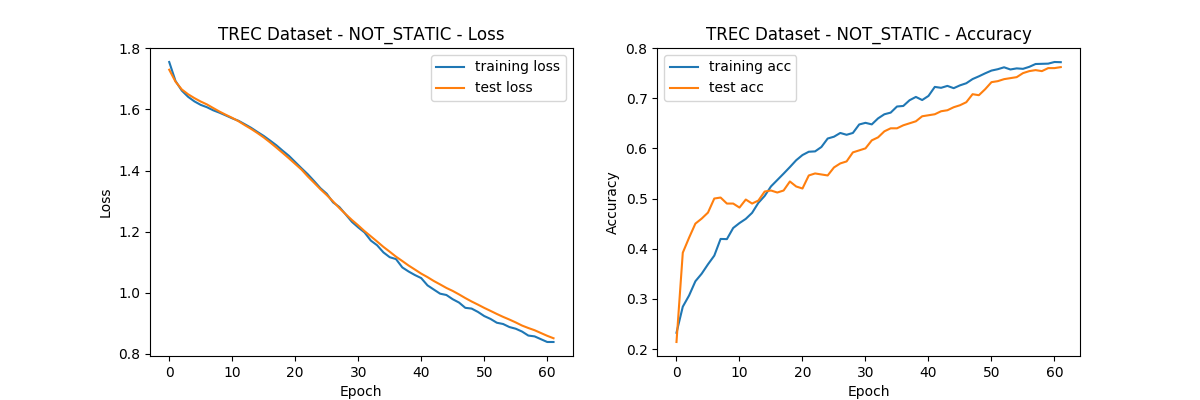 TREC Dataset - NOT_STATIC - Loss
1.8
1.6
1.4
1.2
1.0
0.8
Loss
training loss
test loss
0 10 20 30 40 50 60
Epoch
TREC Dataset - NOT_STATIC - Accuracy
0.8
0.7
0.6
0.5
0.4
0.3
0.2
Accuracy
training acc
test acc
0 10 20 30 40 50 60
Epoch